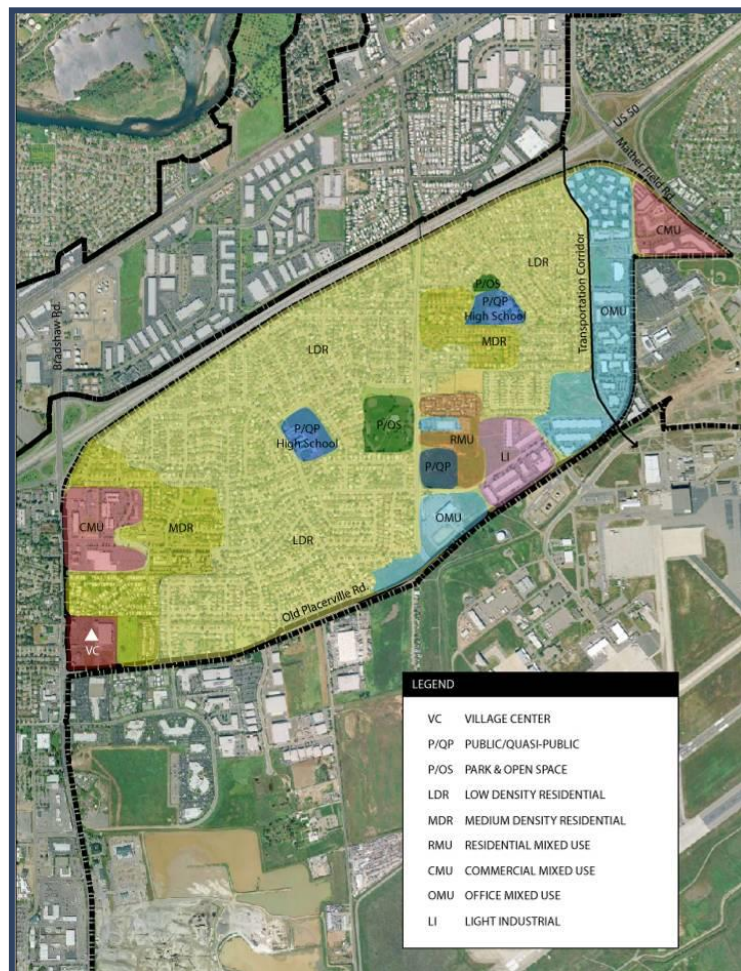 US 50
Mather Field Rd.
CMU
LDR
P/OS
P/QP
High School
Transportation Corridor
OMU
Bradshaw Rd.
MDR
LDR
P/QP
High School
P/OS
RMU
LI
P/QP
CMU
MDR
OMU
LDR
Old Placerville Rd.
VC
LEGEND
VC VILLAGE CENTER
P/QP PUBLIC/QUASI-PUBLIC
P/OS PARK & OPEN SPACE
LDR LOW DENSITY RESIDENTIAL
MDR MEDIUM DENSITY RESIDENTIAL
RMU RESIDENTIAL MIXED USE
CMU COMMERCIAL MIXED USE
OMU OFFICE MIXED USE
LI LIGHT INDUSTRIAL